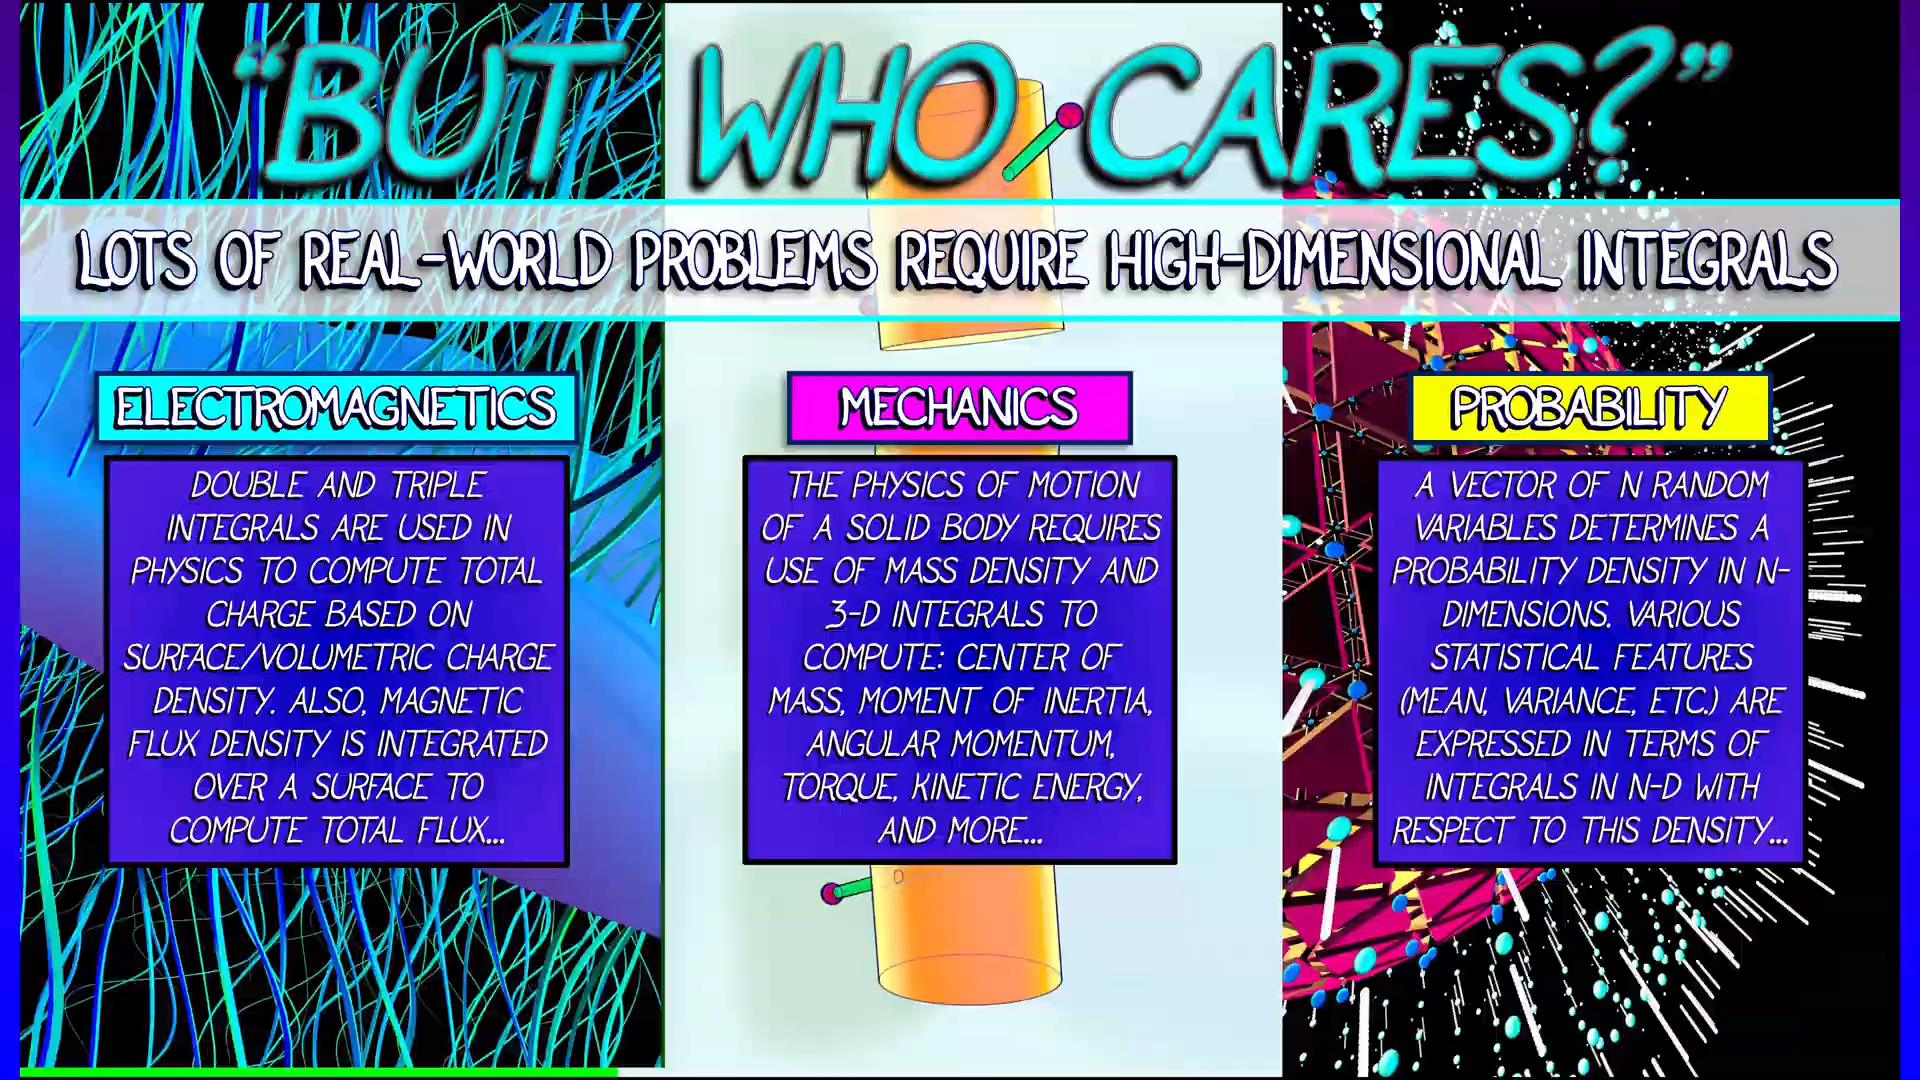 “BUT WHO CARES?”
LOTS OF REAL-WORLD PROBLEMS REQUIRE HIGH-DIMENSIONAL INTEGRALS
ELECTROMAGNETICS
DOUBLE AND TRIPLE
INTEGRALS ARE USED IN
PHYSICS TO COMPUTE TOTAL
CHARGE BASED ON
SURFACE/VOLUMETRIC CHARGE
DENSITY. ALSO, MAGNETIC
FLUX DENSITY IS INTEGRATED
OVER A SURFACE TO
COMPUTE TOTAL FLUX...
MECHANICS
THE PHYSICS OF MOTION
OF A SOLID BODY REQUIRES
USE OF MASS DENSITY AND
3-D INTEGRALS TO
COMPUTE: CENTER OF
MASS, MOMENT OF INERTIA,
ANGULAR MOMENTUM,
TORQUE, KINETIC ENERGY,
AND MORE...
PROBABILITY
A VECTOR OF N RANDOM
VARIABLES DETERMINES A
PROBABILITY DENSITY IN N-
DIMENSIONS. VARIOUS
STATISTICAL FEATURES
(MEAN, VARIANCE, ETC.) ARE
EXPRESSED IN TERMS OF
INTEGRALS IN N-D WITH
RESPECT TO THIS DENSITY...